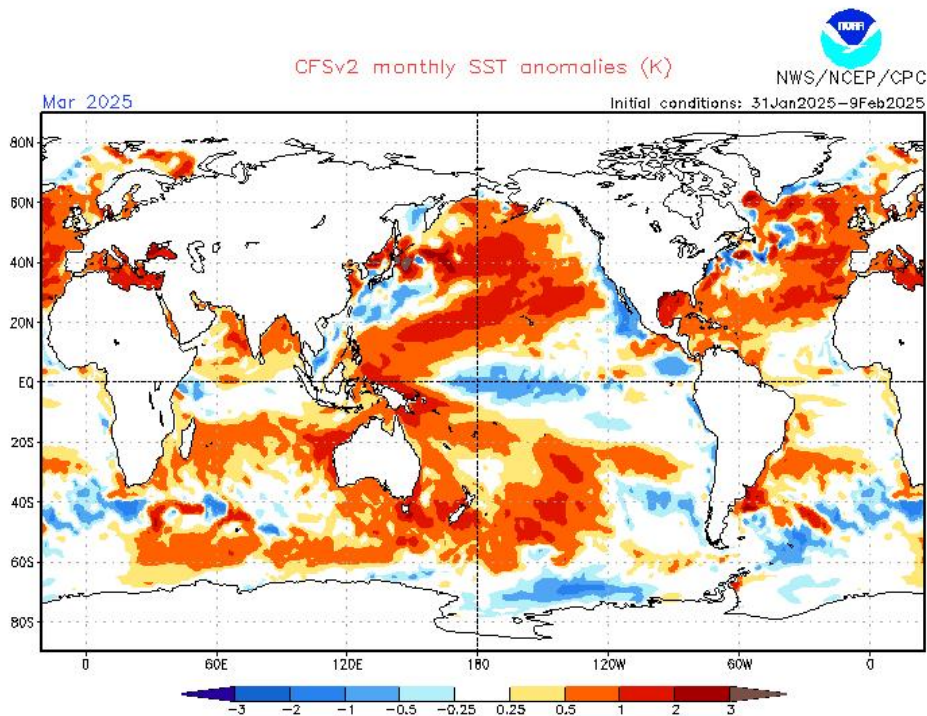 NOAA
CFSv2 monthly SST anomalies (K)
NWS/NCEP/CPC
Mar 2025
Initial conditions: 31Jan2025-9Feb2025
80N
60N
40N
20N
EQ
20S
40S
60S
80S
0 60E 120E 180 120W 60W 0
-3 -2 -1 -0.5 -0.25 0.25 0.5 1 2 3